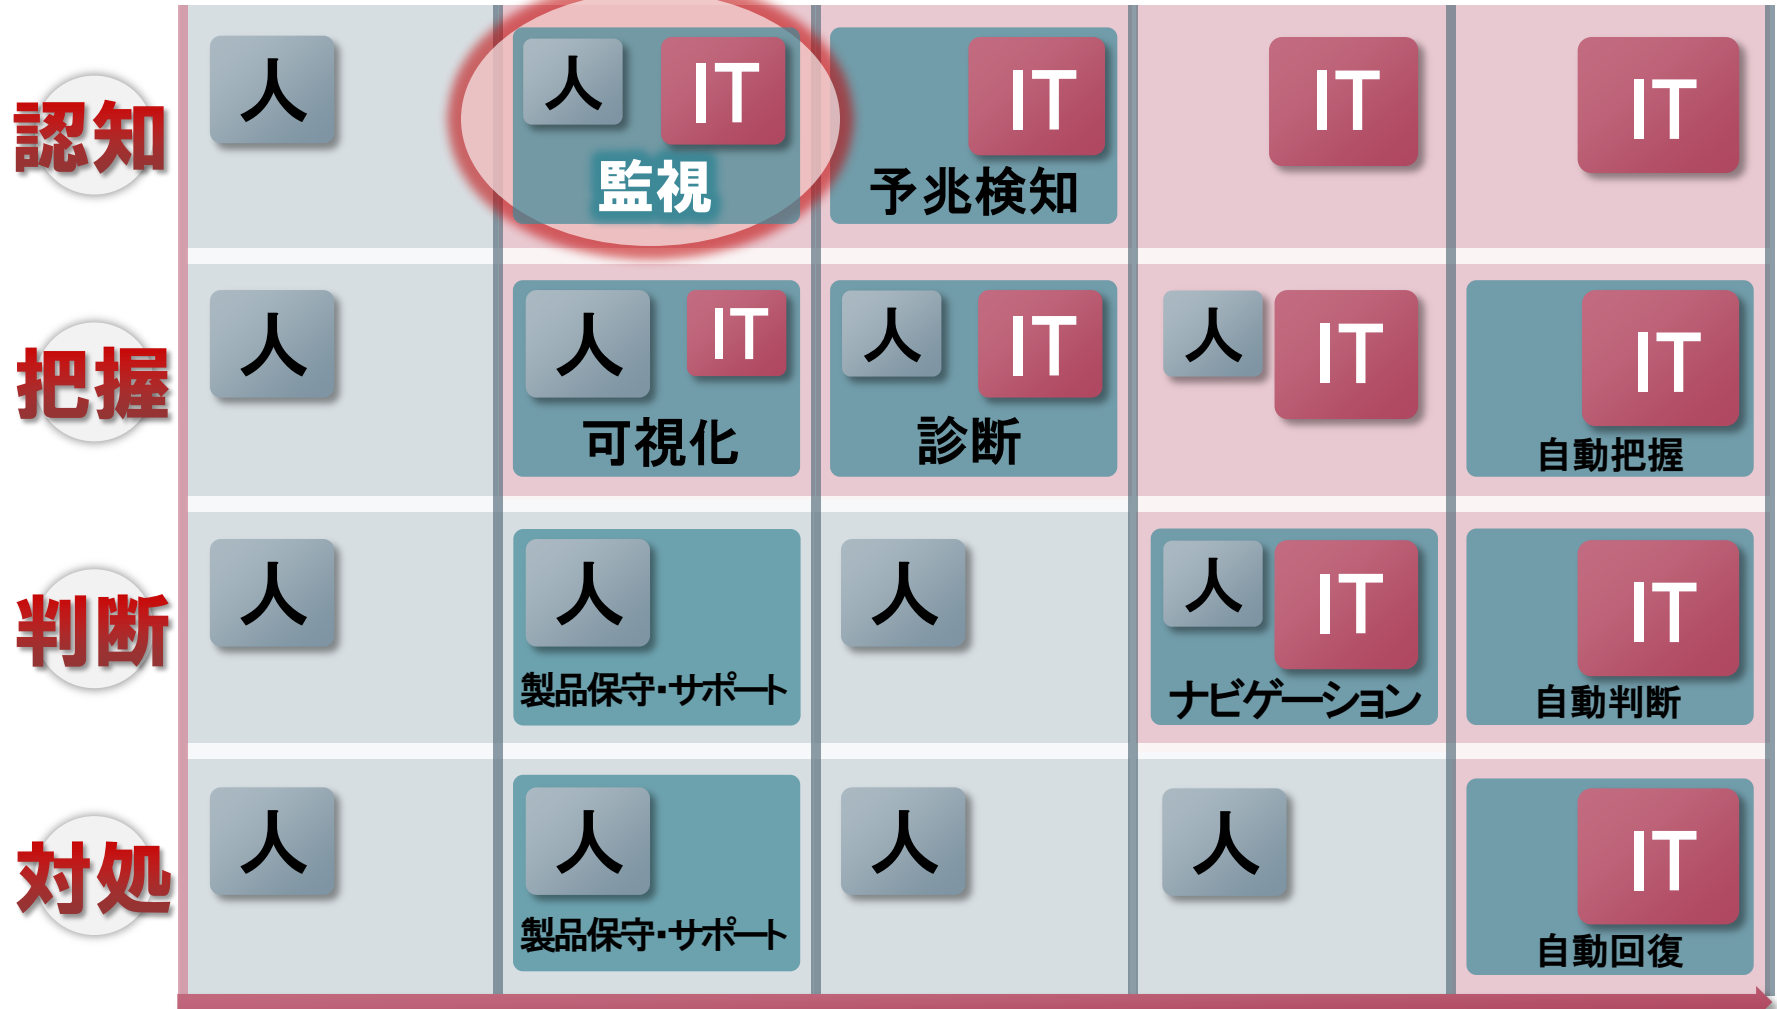 認知
人
人 IT
監視
IT
予兆検知
IT
IT
把握
人
人 IT
可視化
人 IT
診断
人 IT
IT
自動把握
判断
人
人
製品保守・サポート
人
人 IT
ナビゲーション
IT
自動判断
対処
人
人
製品保守・サポート
人
人
IT
自動回復